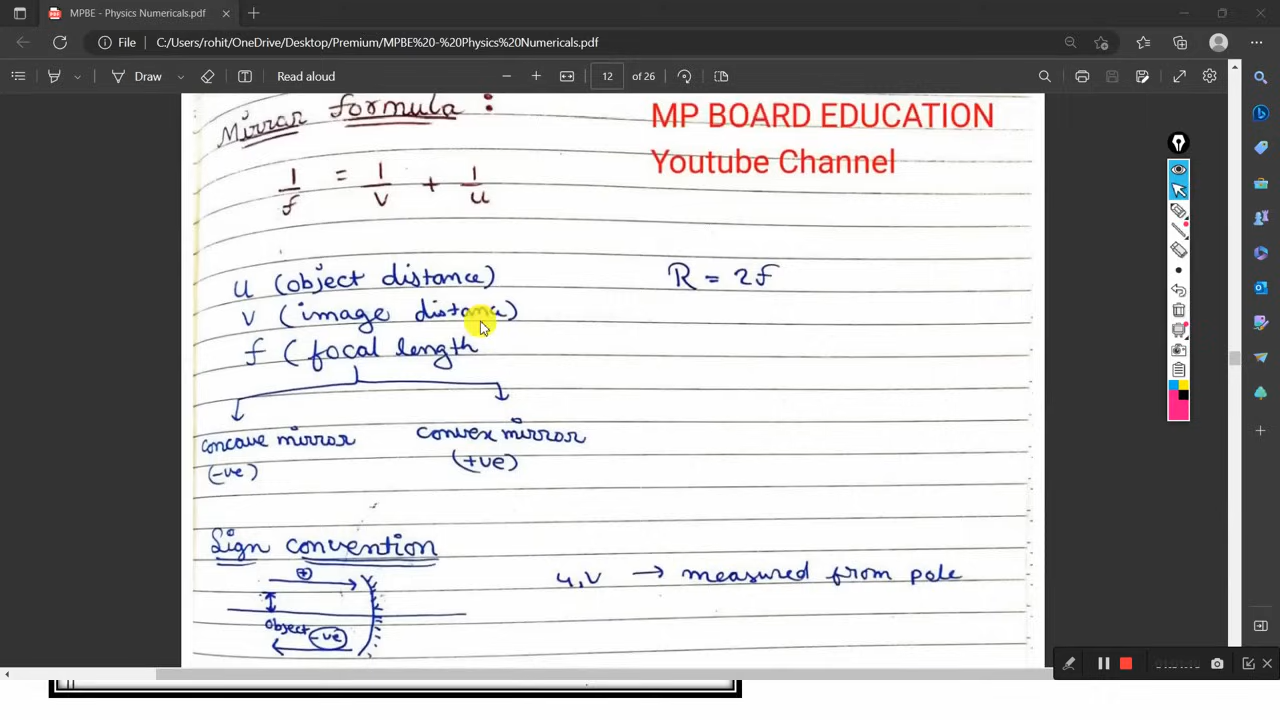 MPBE - Physics Numericals.pdf
File C:/Users/rohit/OneDrive/Desktop/Premium/MPBE%20-%20Physics%20Numericals.pdf
Draw Read aloud 12 of 26
Mirror formula :
MP BOARD EDUCATION
Youtube Channel
1/f = 1/v + 1/u
u (object distance)
R = 2f
v (image distance)
f (focal length
concave mirror convex mirror
(-ve) (+ve)
Sign convention
+
u,v → measured from pole
object -ve